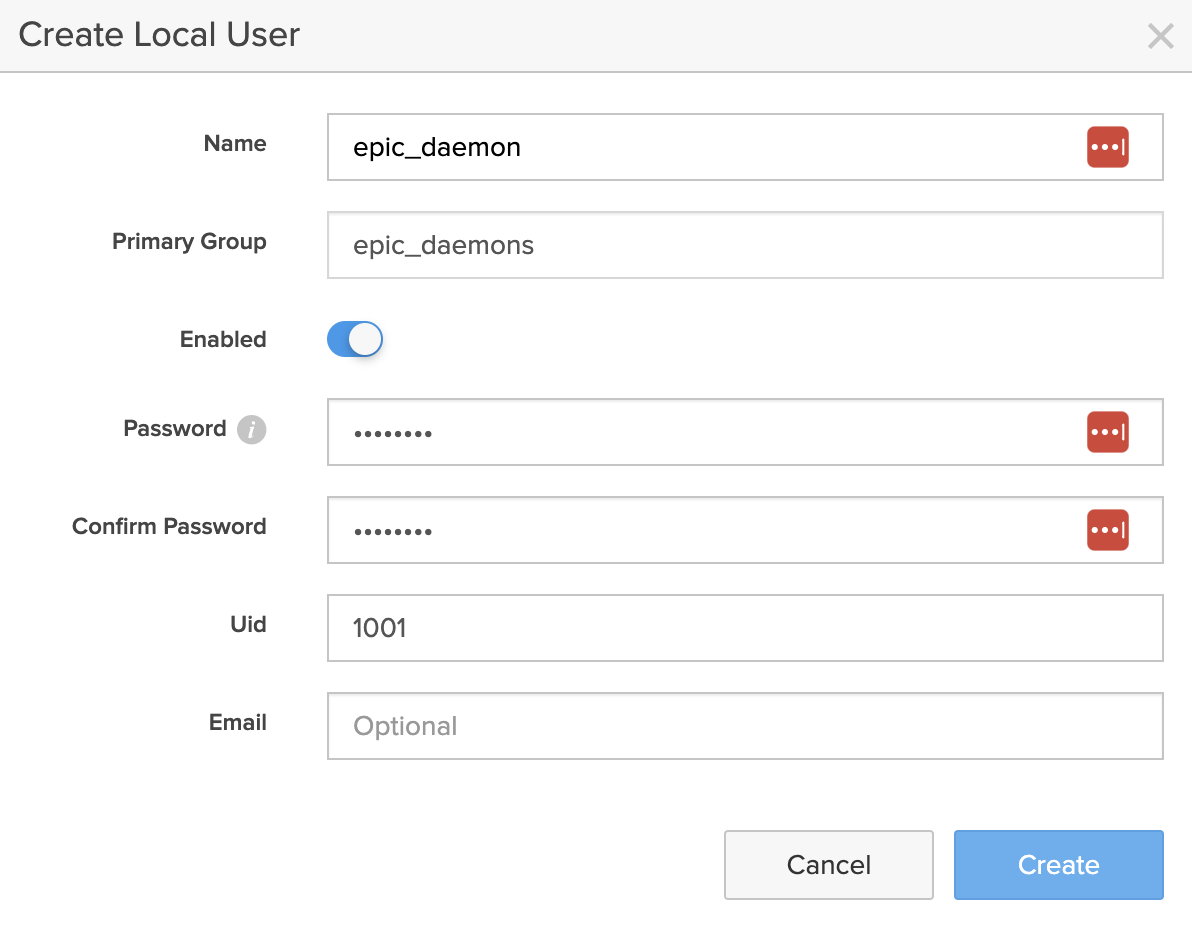 Create Local User
Name
epic_daemon
Primary Group
epic_daemons
Enabled
Password i
••••••••
Confirm Password
••••••••
Uid
1001
Email
Optional
Cancel
Create